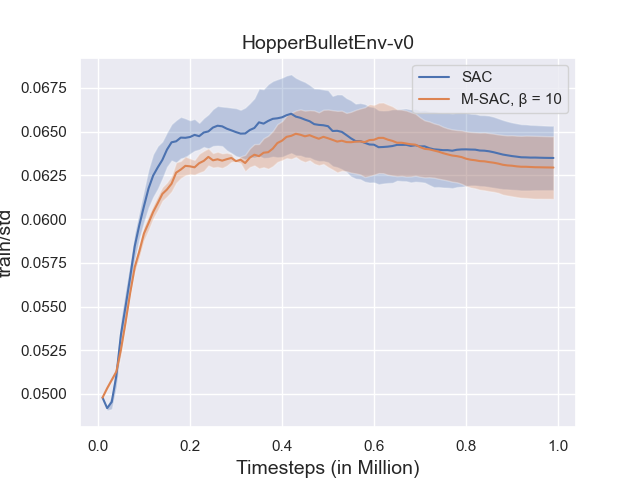 HopperBulletEnv-v0
SAC
M-SAC, β = 10
train/std
0.0675
0.0650
0.0625
0.0600
0.0575
0.0550
0.0525
0.0500
0.0
0.2
0.4
0.6
0.8
1.0
Timesteps (in Million)